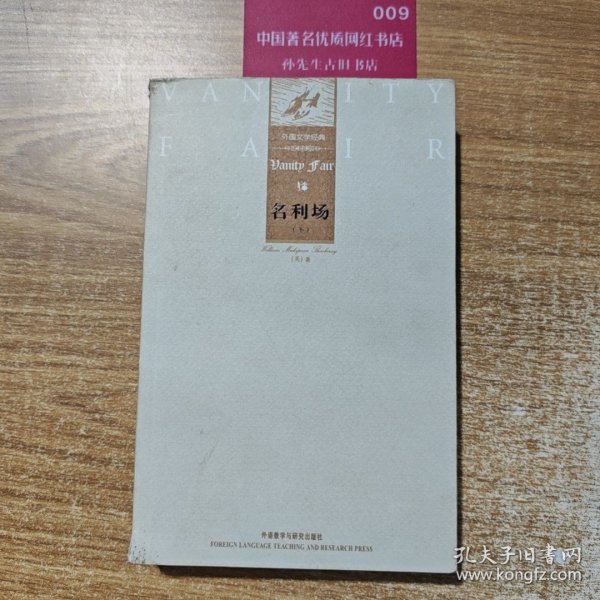 009
中国著名优质网红书店
孙先生古旧书店
VANITY
FAIR
外国文学经典
Vanity Fair
名利场
(下)
William Makepeace Thackeray
(英) 著
外语教学与研究出版社
FOREIGN LANGUAGE TEACHING AND RESEARCH PRESS
孔夫子旧书网
www.kongfz.com